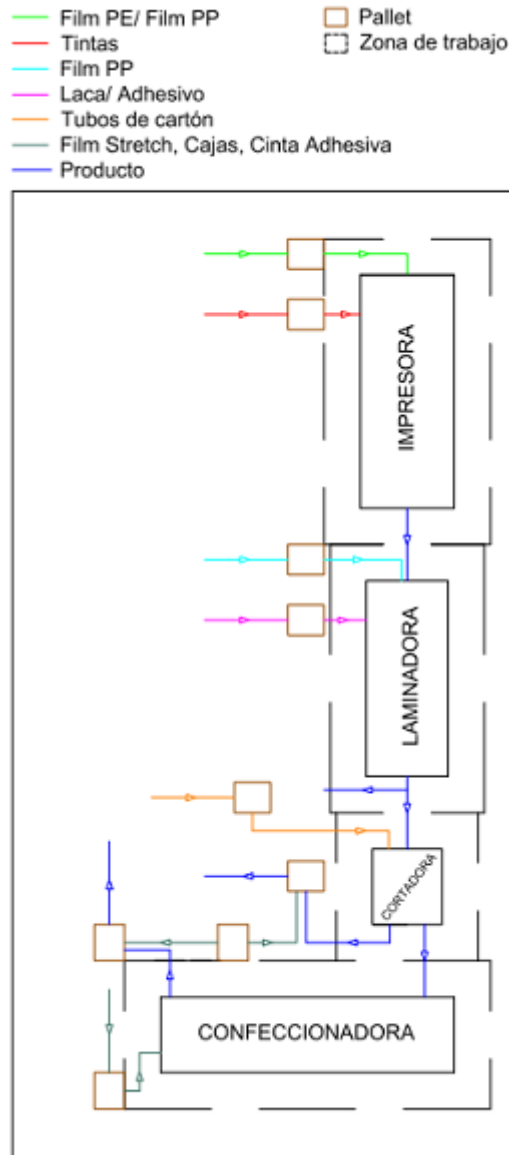 Film PE/ Film PP
Tintas
Film PP
Laca/ Adhesivo
Tubos de cartón
Film Stretch, Cajas, Cinta Adhesiva
Producto
Pallet
Zona de trabajo
IMPRESORA
LAMINADORA
CORTADORA
CONFECCIONADORA